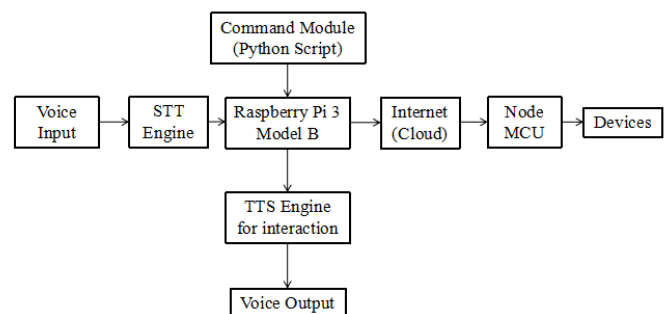 Command Module
(Python Script)
Voice
Input
STT
Engine
Raspberry Pi 3
Model B
Internet
(Cloud)
Node
MCU
Devices
TTS Engine
for interaction
Voice Output